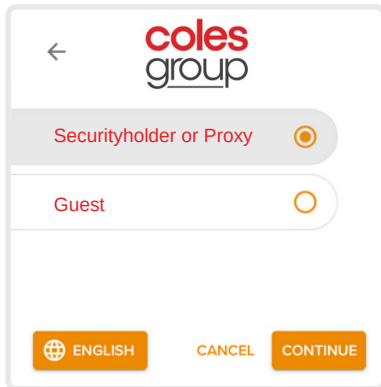 coles
group
Securityholder or Proxy
Guest
ENGLISH CANCEL CONTINUE